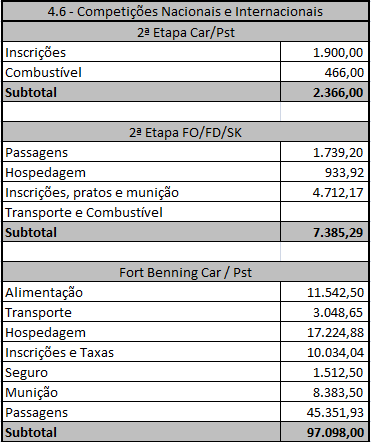 4.6 - Competições Nacionais e Internacionais
2ª Etapa Car/Pst
Inscrições 1.900,00
Combustível 466,00
Subtotal 2.366,00
2ª Etapa FO/FD/SK
Passagens 1.739,20
Hospedagem 933,92
Inscrições, pratos e munição 4.712,17
Transporte e Combustível
Subtotal 7.385,29
Fort Benning Car / Pst
Alimentação 11.542,50
Transporte 3.048,65
Hospedagem 17.224,88
Inscrições e Taxas 10.034,04
Seguro 1.512,50
Munição 8.383,50
Passagens 45.351,93
Subtotal 97.098,00